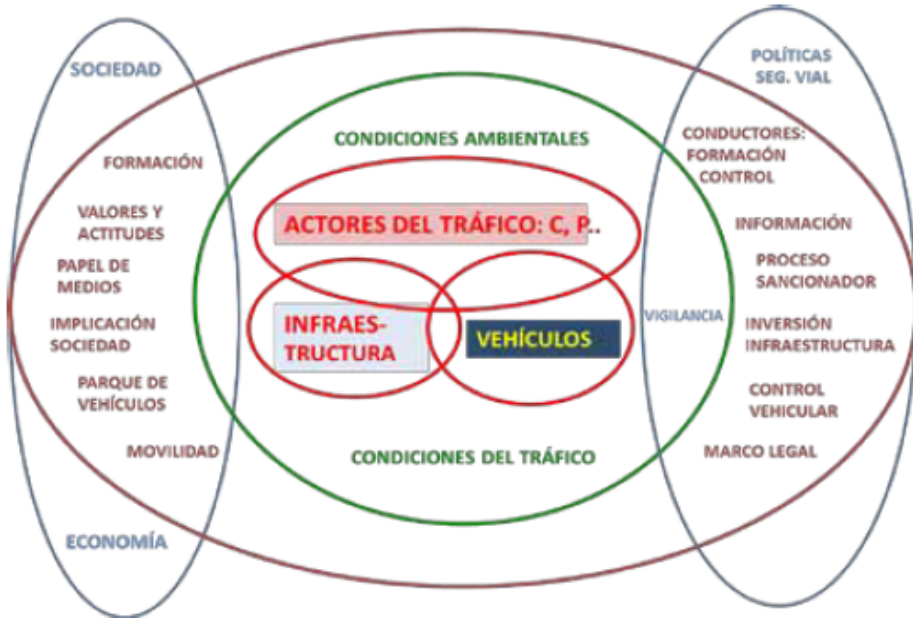 SOCIEDAD
FORMACIÓN
VALORES Y
ACTITUDES
PAPEL DE
MEDIOS
IMPLICACIÓN
SOCIEDAD
PARQUE DE
VEHÍCULOS
MOVILIDAD
ECONOMÍA
CONDICIONES AMBIENTALES
ACTORES DEL TRÁFICO: C, P..
INFRAES-
TRUCTURA
VEHÍCULOS
CONDICIONES DEL TRÁFICO
POLÍTICAS
SEG. VIAL
CONDUCTORES:
FORMACIÓN
CONTROL
INFORMACIÓN
PROCESO
SANCIONADOR
VIGILANCIA
INVERSIÓN
INFRAESTRUCTURA
CONTROL
VEHICULAR
MARCO LEGAL